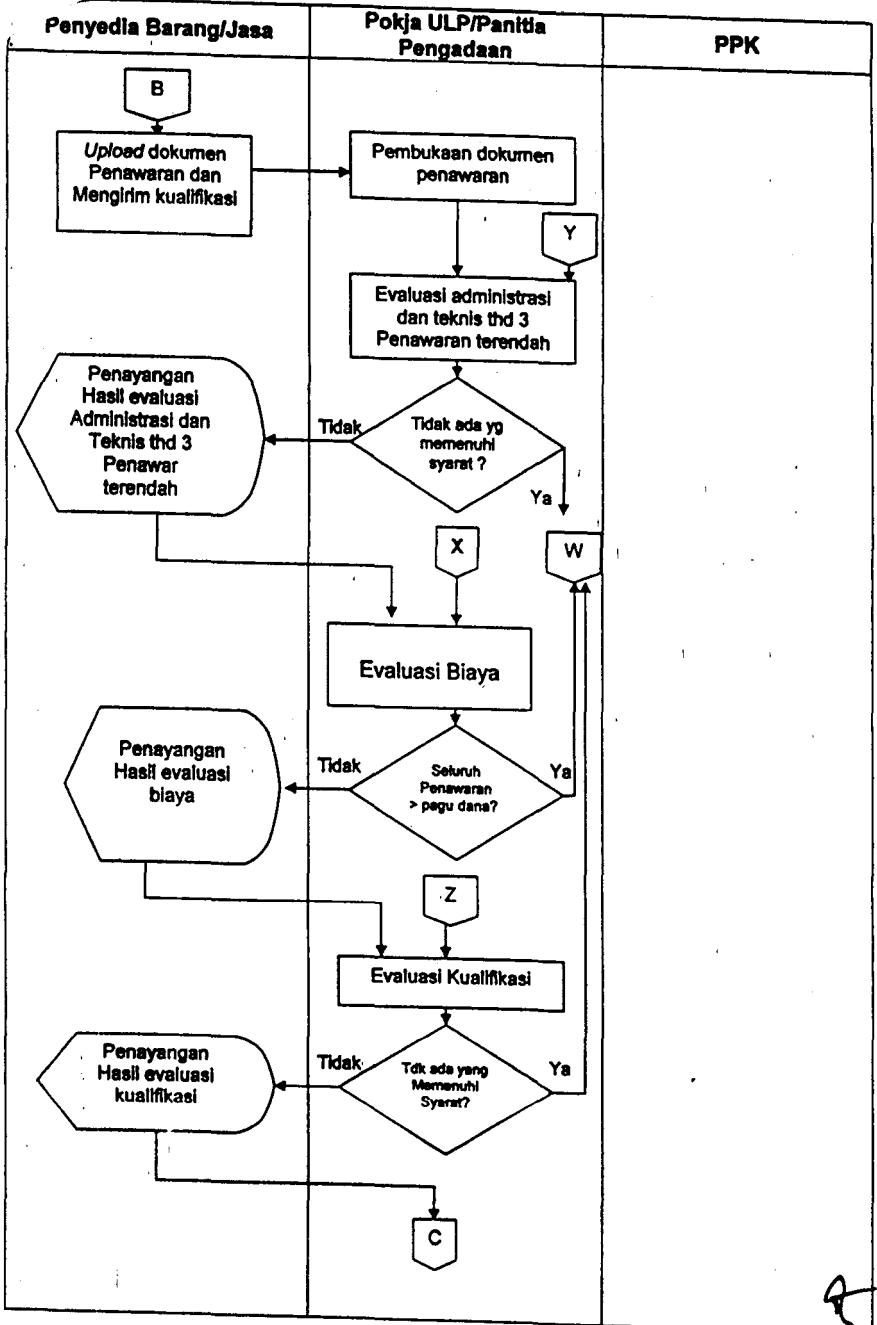 Penyedia Barang/Jasa
Pokja ULP/Panitia
Pengadaan
PPK
B
Upload dokumen
Penawaran dan
Mengirim kualifikasi
Pembukaan dokumen
penawaran
Y
Evaluasi administrasi
dan teknis thd 3
Penawaran terendah
Penayangan
Hasil evaluasi
Administrasi dan
Teknis thd 3
Penawar
terendah
Tidak
Tidak ada yg
memenuhi
syarat ?
Ya
X
W
Evaluasi Biaya
Penayangan
Hasil evaluasi
biaya
Tidak
Seluruh
Penawaran
> pagu dana?
Ya
Z
Evaluasi Kualifikasi
Penayangan
Hasil evaluasi
kualifikasi
Tidak
Tdk ada yang
Memenuhi
Syarat?
Ya
C